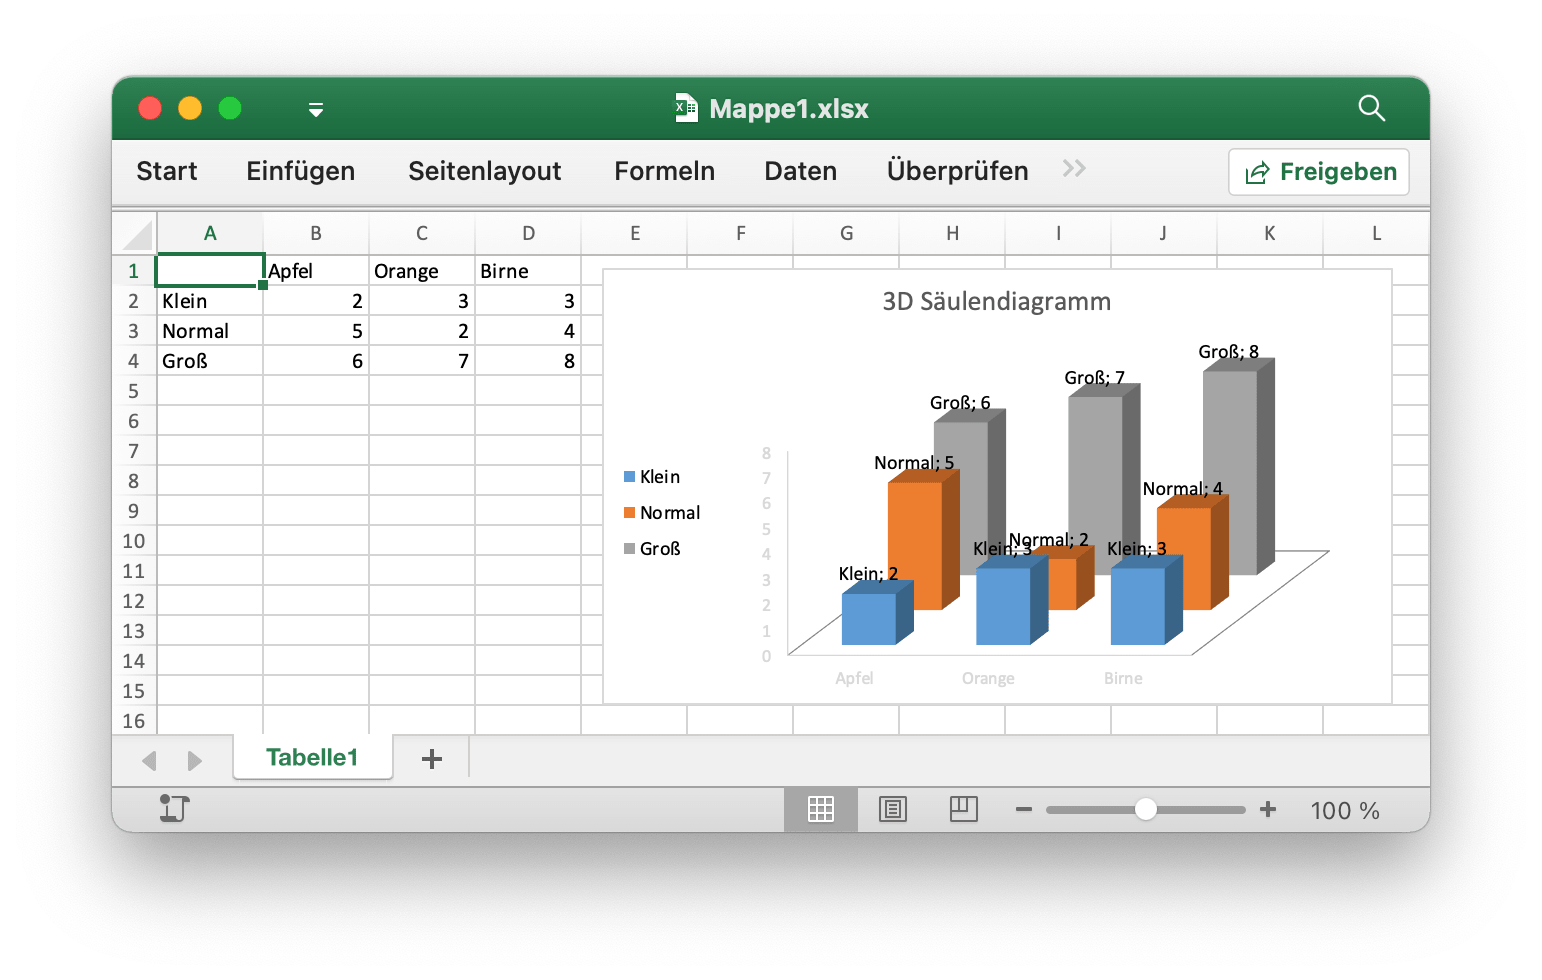 Mappe1.xlsx
Start Einfügen Seitenlayout Formeln Daten Überprüfen Freigeben
A B C D E F G H I J K L
1 Apfel Orange Birne
2 Klein 2 3 3
3 Normal 5 2 4
4 Groß 6 7 8
5
6
7
8
9
10
11
12
13
14
15
16
3D Säulendiagramm
Groß; 8
Groß; 7
Groß; 6
Normal; 5
Normal; 4
Normal; 2
Klein; 3
Klein; 3
Klein; 2
Klein
Normal
Groß
8
7
6
5
4
3
2
1
0
Apfel Orange Birne
Tabelle1
100 %